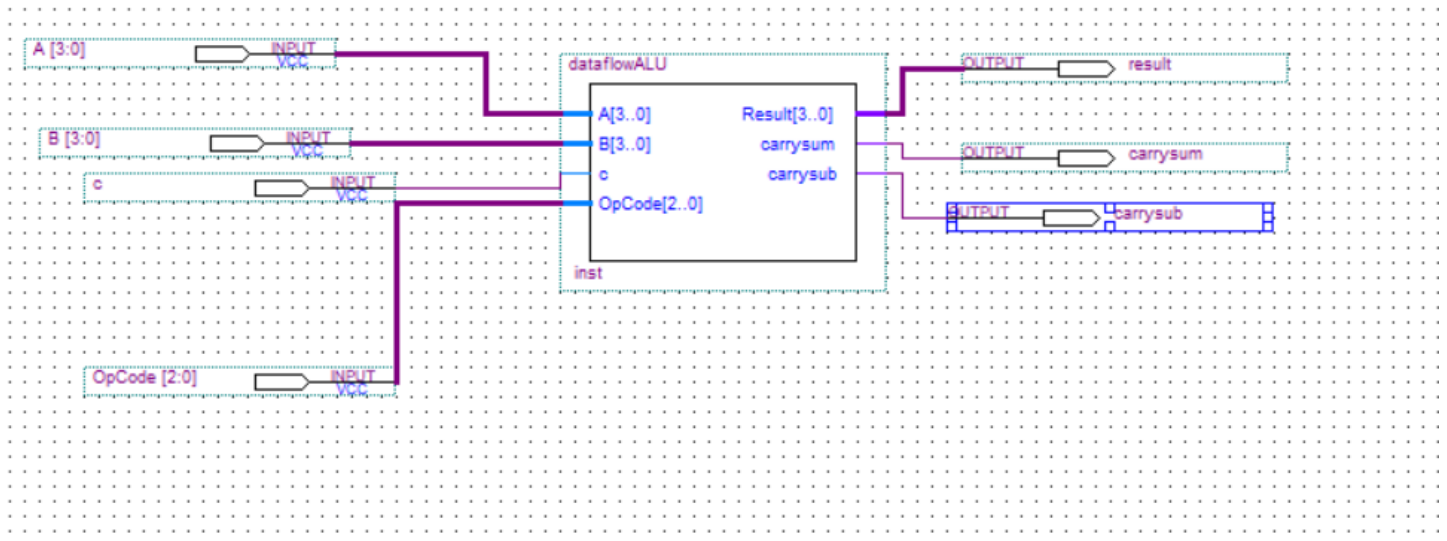 A [3:0] INPUT VCC
B [3:0] INPUT VCC
c INPUT VCC
OpCode [2:0] INPUT VCC
dataflowALU
A[3..0] Result[3..0]
B[3..0] carrysum
c carrysub
OpCode[2..0]
inst
OUTPUT result
OUTPUT carrysum
OUTPUT carrysub